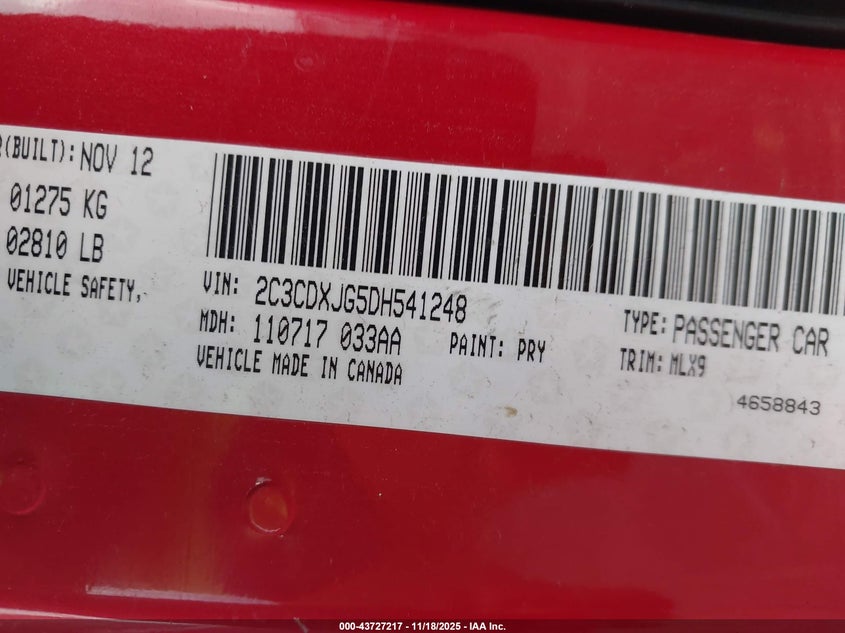 R(BUILT): NOV 12
01275 KG
02810 LB
VEHICLE SAFETY,
VIN: 2C3CDXJG5DH541248
MDH: 110717 033AA PAINT: PRY
VEHICLE MADE IN CANADA
TYPE: PASSENGER CAR
TRIM: MLX9
4658843
000-43727217 - 11/18/2025 - IAA Inc.